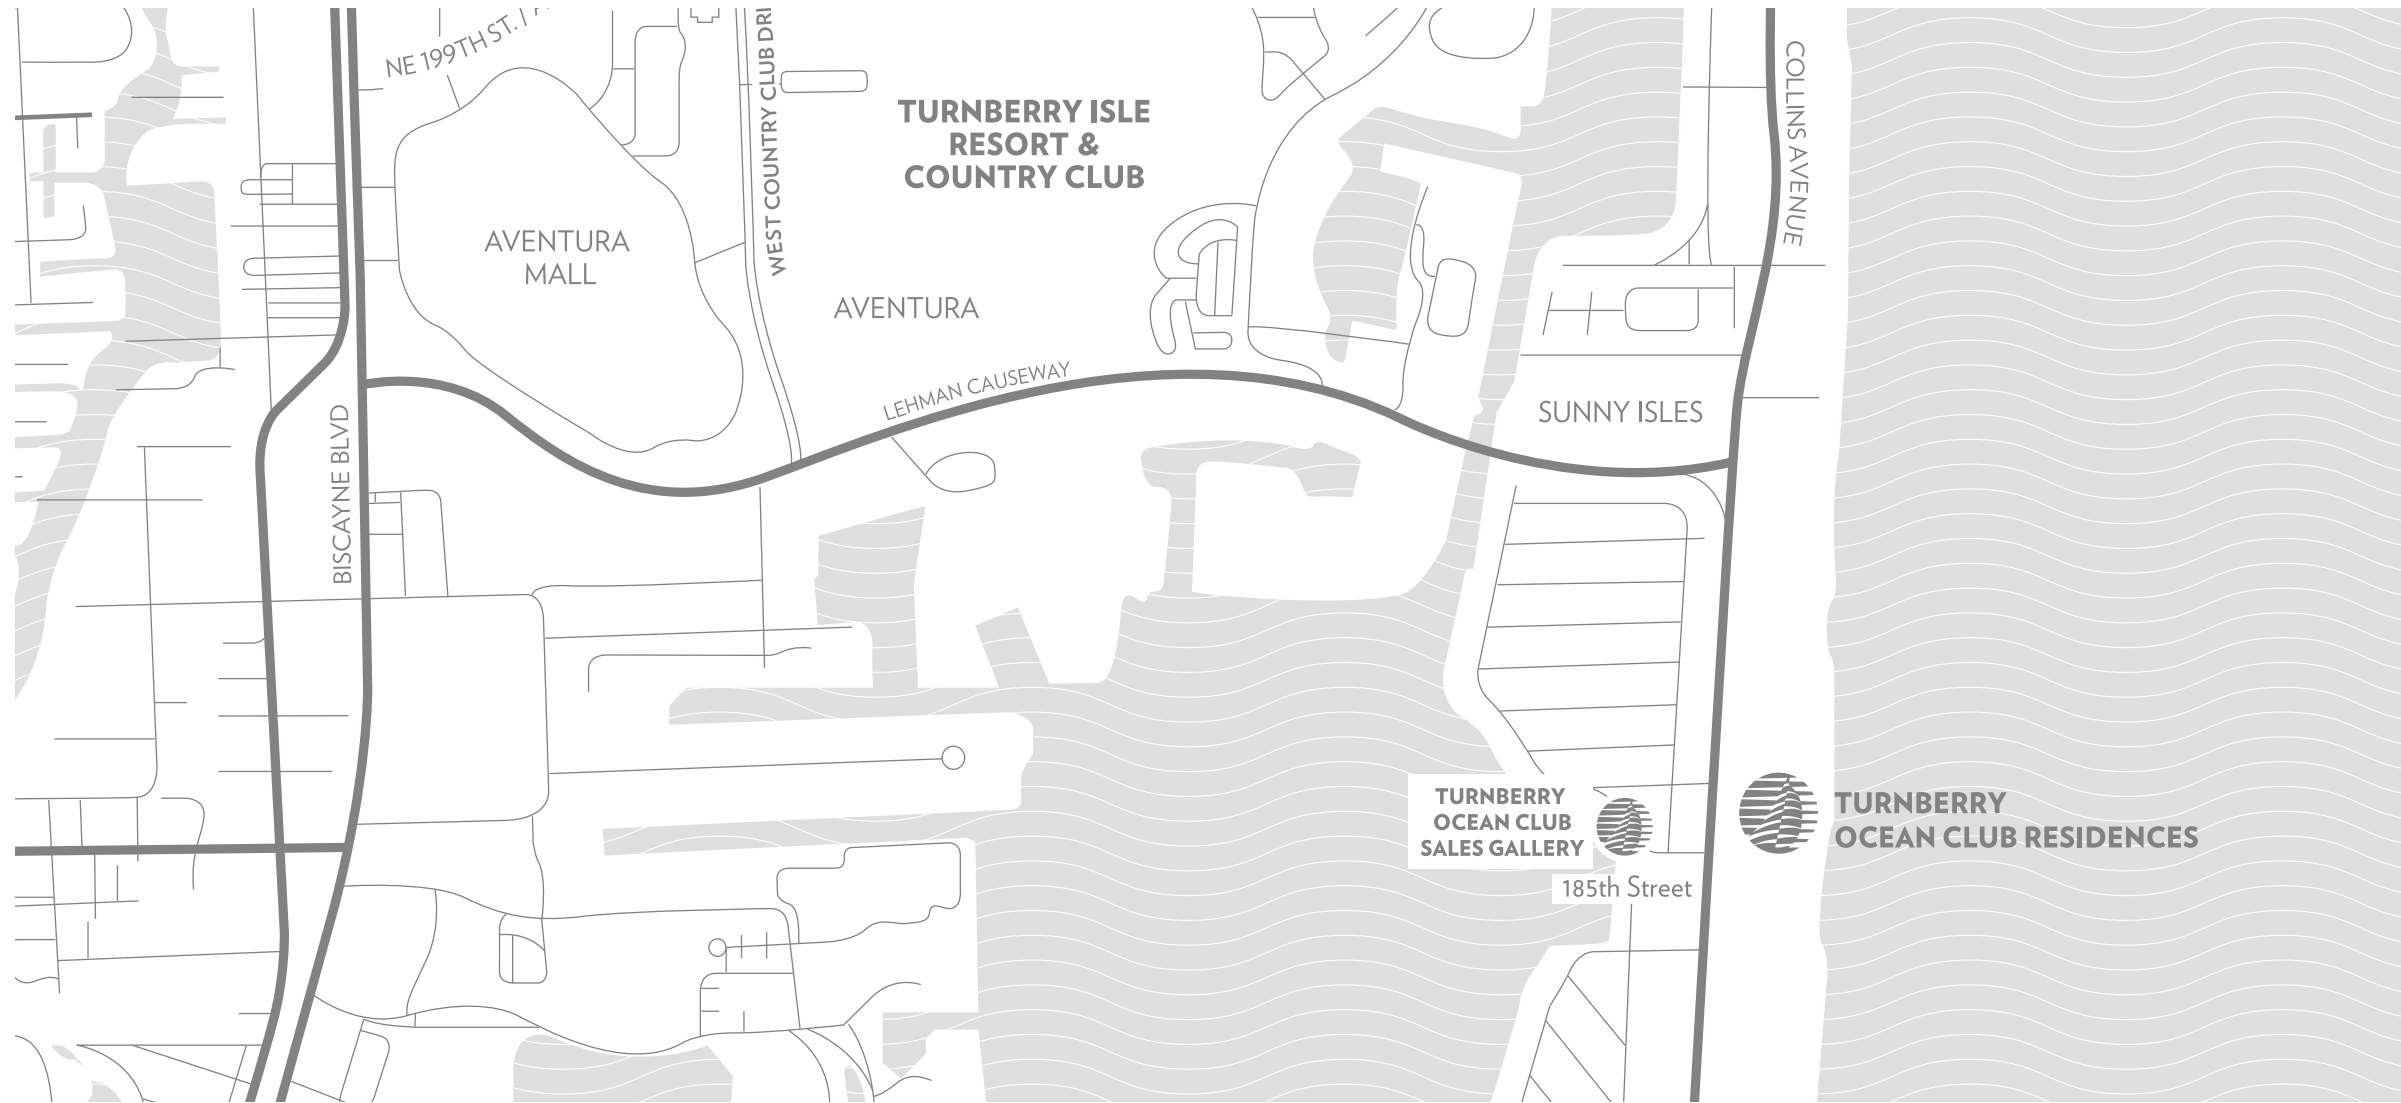 NE 199TH ST. /
WEST COUNTRY CLUB
COLLINS AVENUE
TURNBERRY ISLE
RESORT &
COUNTRY CLUB
AVENTURA
MALL
AVENTURA
LEHMAN CAUSEWAY
SUNNY ISLES
BISCAYNE BLVD
TURNBERRY
OCEAN CLUB
SALES GALLERY
TURNBERRY
OCEAN CLUB RESIDENCES
185th Street